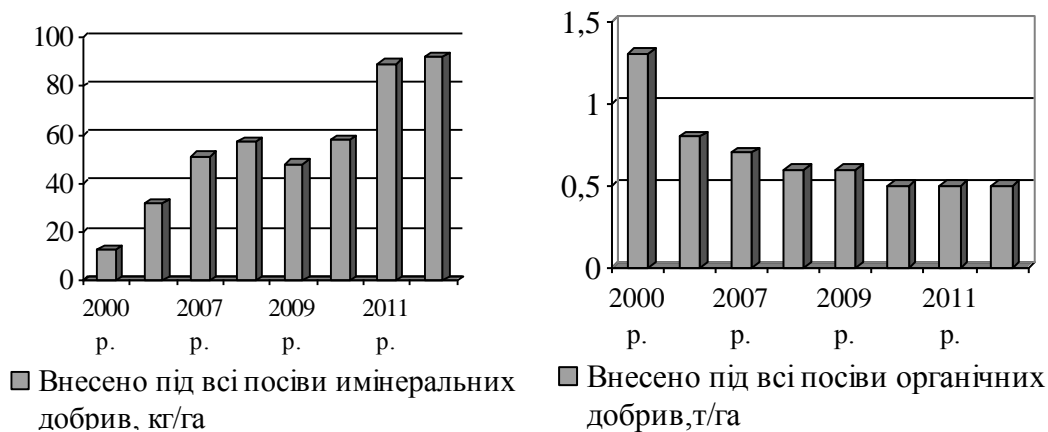 100
80
60
40
20
0
2000 2007 2009 2011
р. р. р. р.
Внесено під всі посіви имінеральних
добрив, кг/га
1,5
1
0,5
0
2000 2007 2009 2011
р. р. р. р.
Внесено під всі посіви органічних
добрив,т/га